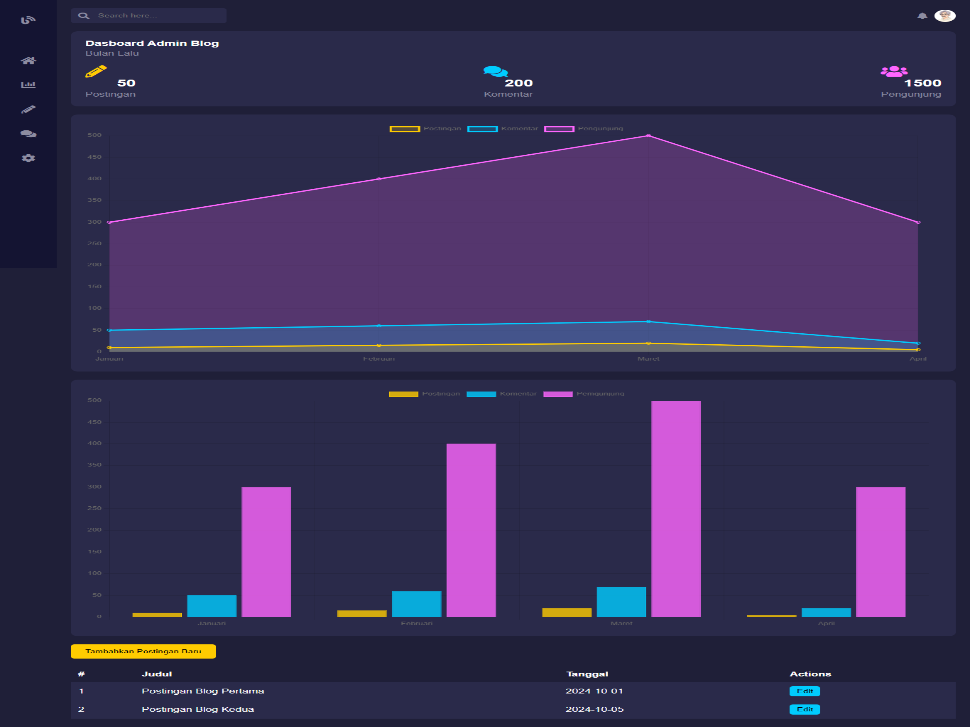 Search here...
Dasboard Admin Blog
Bulan Lalu
50
Postingan
200
Komentar
1500
Pengunjung
Postingan Komentar Pengunjung
500
450
400
350
300
250
200
150
100
50
0
Januari Februari Maret April
Postingan Komentar Pengunjung
500
450
400
350
300
250
200
150
100
50
0
Januari Februari Maret April
Tambahkan Postingan Baru
# Judul Tanggal Actions
1 Postingan Blog Pertama 2024-10-01 Edit
2 Postingan Blog Kedua 2024-10-05 Edit